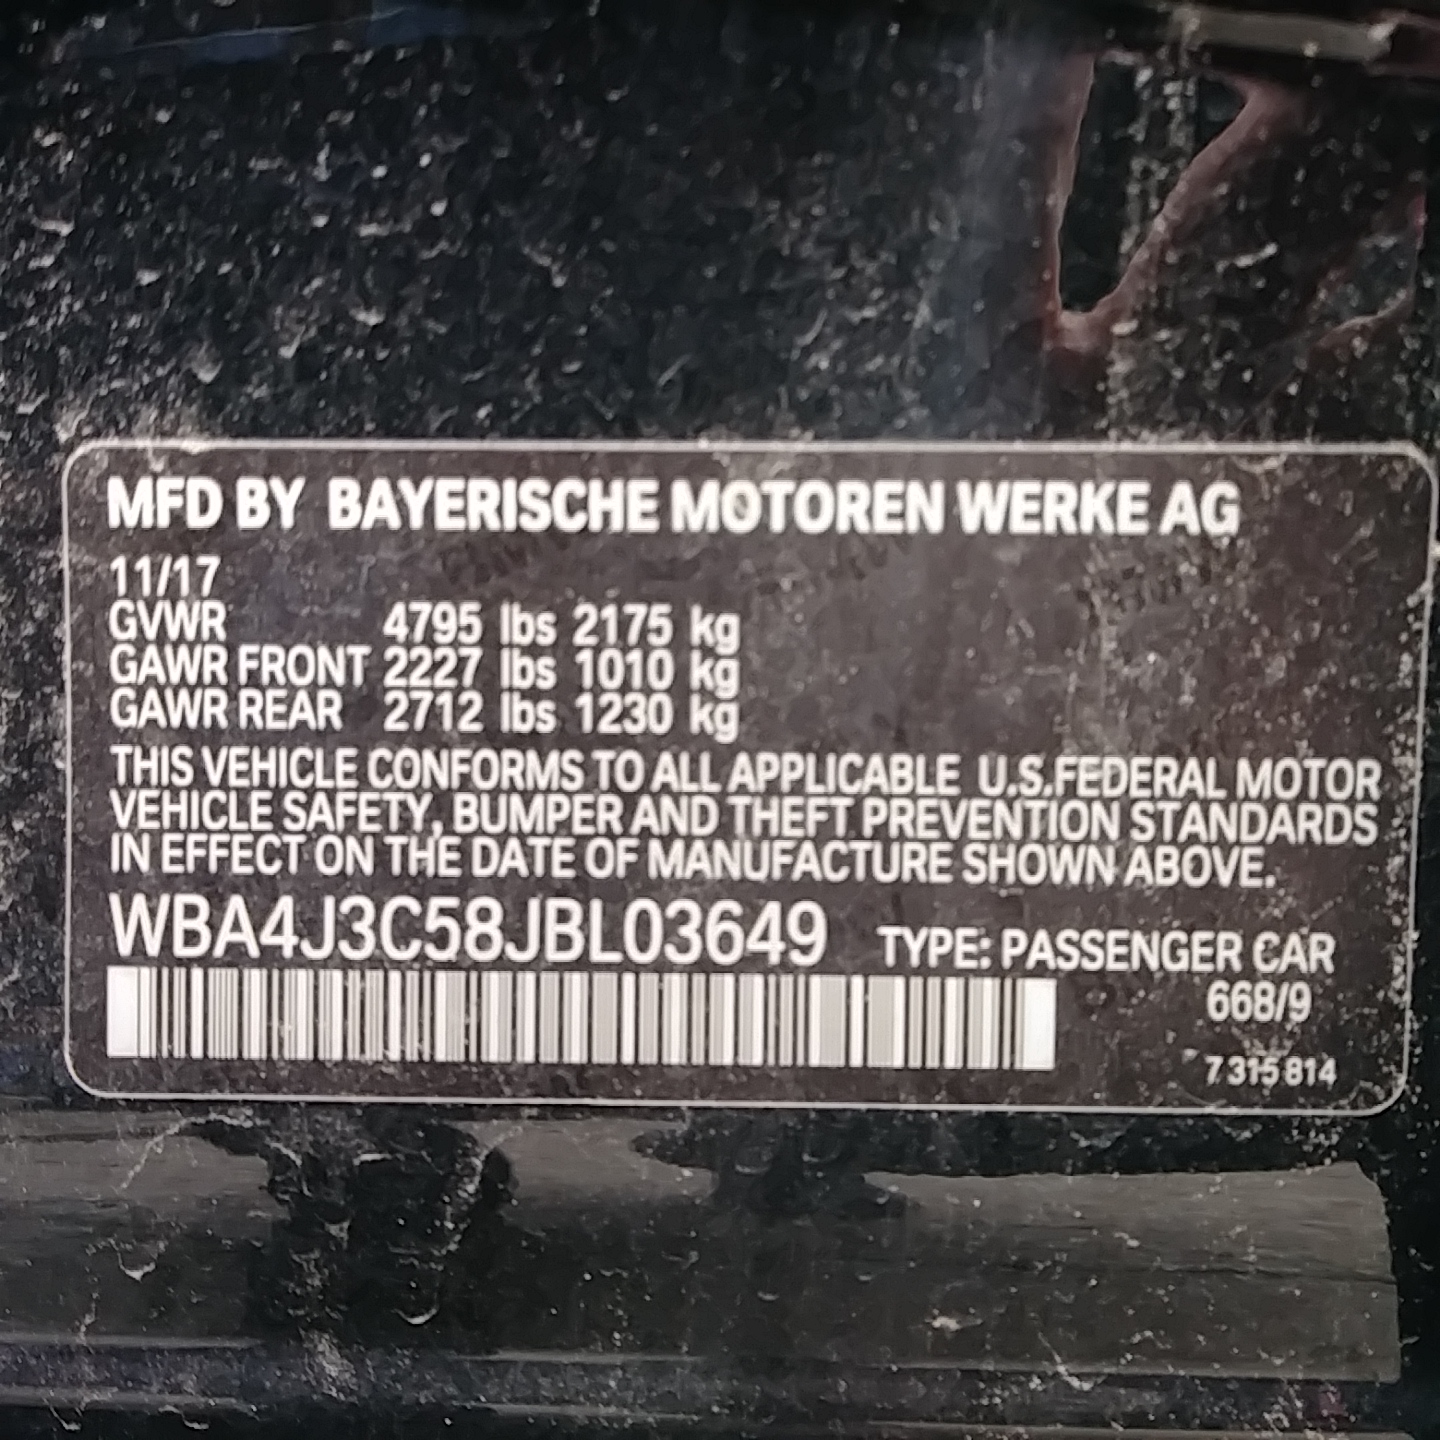 MFD BY BAYERISCHE MOTOREN WERKE AG
11/17
GVWR 4795 lbs 2175 kg
GAWR FRONT 2227 lbs 1010 kg
GAWR REAR 2712 lbs 1230 kg
THIS VEHICLE CONFORMS TO ALL APPLICABLE U.S.FEDERAL MOTOR
VEHICLE SAFETY, BUMPER AND THEFT PREVENTION STANDARDS
IN EFFECT ON THE DATE OF MANUFACTURE SHOWN ABOVE.
WBA4J3C58JBL03649 TYPE: PASSENGER CAR
668/9
7 315 814